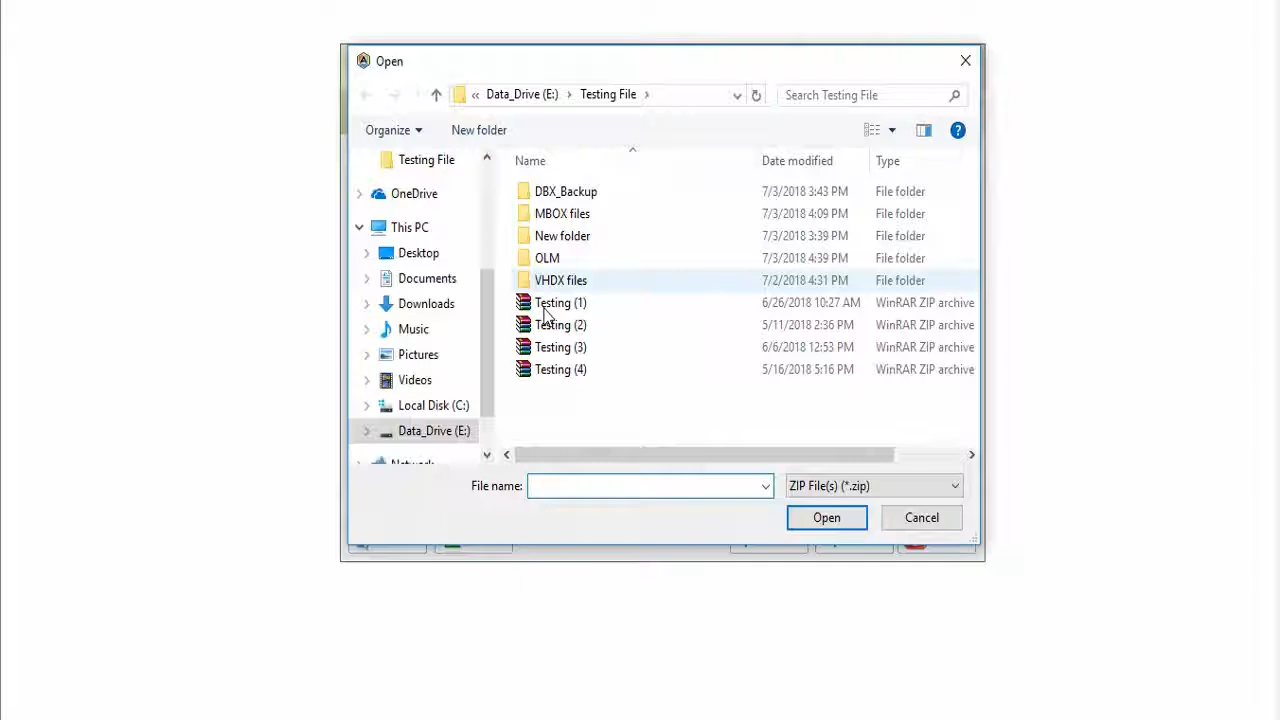 Open
« Data_Drive (E:) › Testing File ›
Search Testing File
Organize
New folder
Name
Date modified
Type
Testing File
OneDrive
This PC
Desktop
Documents
Downloads
Music
Pictures
Videos
Local Disk (C:)
Data_Drive (E:)
Network
DBX_Backup 7/3/2018 3:43 PM File folder
MBOX files 7/3/2018 4:09 PM File folder
New folder 7/3/2018 3:39 PM File folder
OLM 7/3/2018 4:39 PM File folder
VHDX files 7/2/2018 4:31 PM File folder
Testing (1) 6/26/2018 10:27 AM WinRAR ZIP archive
Testing (2) 5/11/2018 2:36 PM WinRAR ZIP archive
Testing (3) 6/6/2018 12:53 PM WinRAR ZIP archive
Testing (4) 5/16/2018 5:16 PM WinRAR ZIP archive
File name:
ZIP File(s) (*.zip)
Open
Cancel